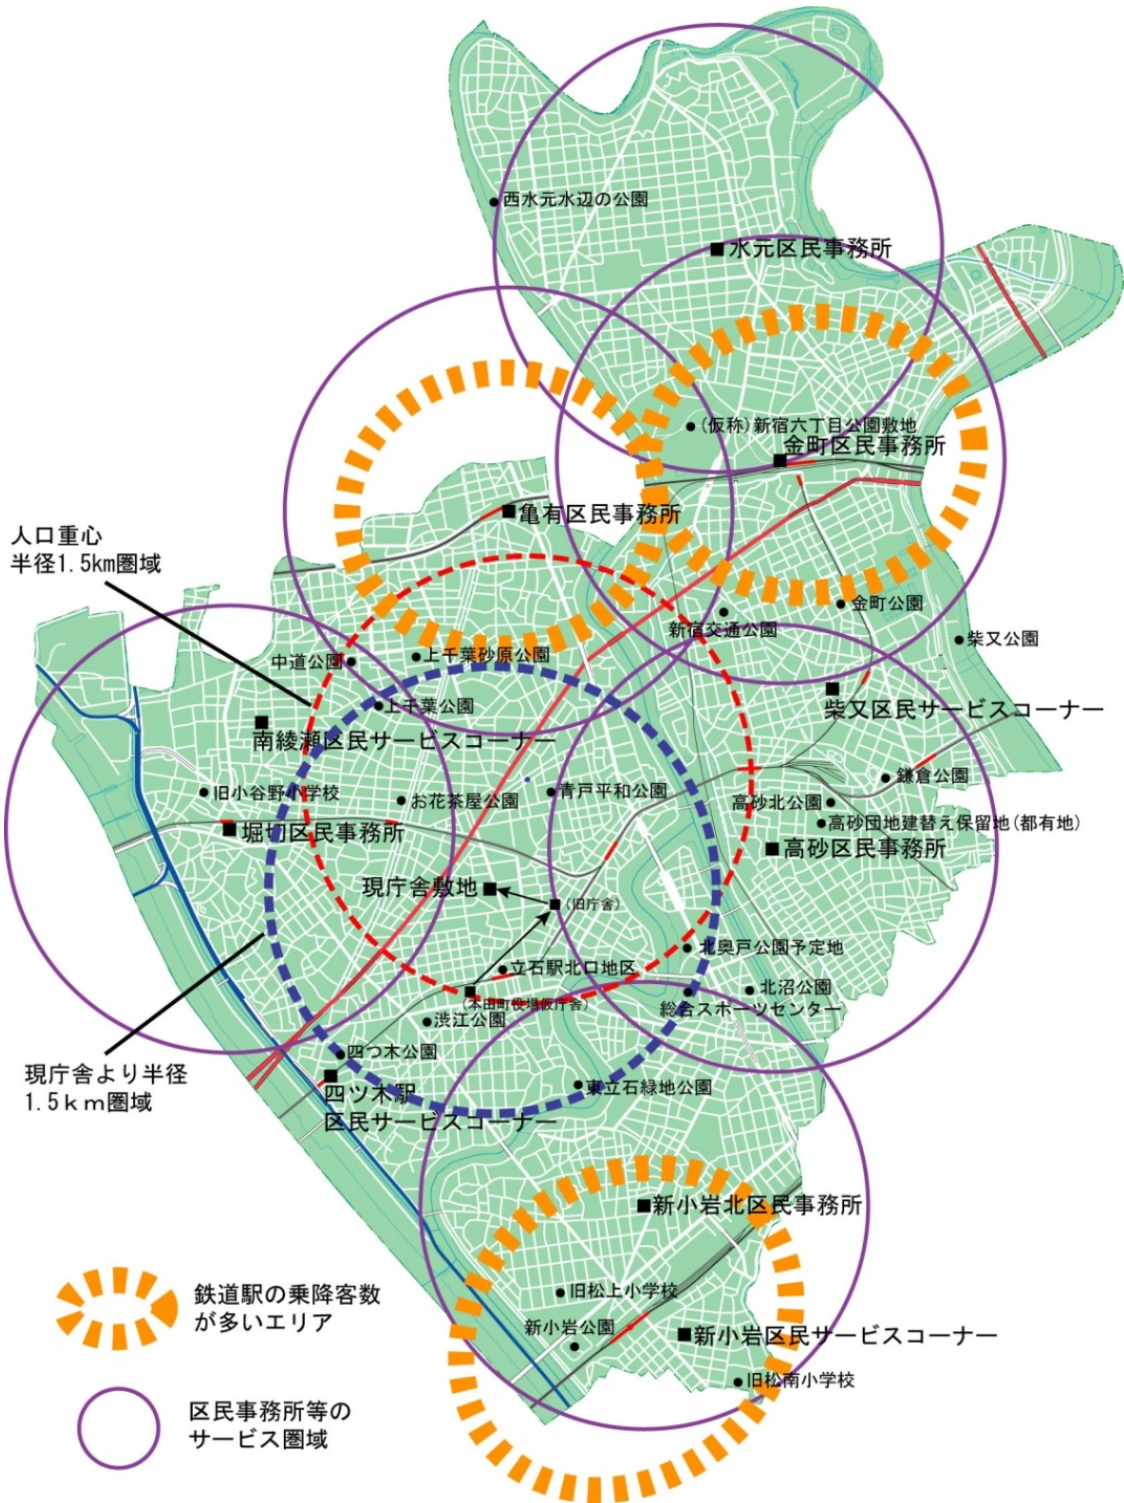 西水元水辺の公園
水元区民事務所
(仮称)新宿六丁目公園敷地
金町区民事務所
亀有区民事務所
人口重心
半径1.5km圏域
金町公園
新宿交通公園
柴又公園
中道公園
上千葉砂原公園
柴又区民サービスコーナー
上千葉公園
南綾瀬区民サービスコーナー
鎌倉公園
旧小谷野小学校
お花茶屋公園
青戸平和公園
高砂北公園
高砂団地建替え保留地(都有地)
堀切区民事務所
高砂区民事務所
現庁舎敷地
(旧庁舎)
北奥戸公園予定地
立石駅北口地区
北沼公園
(本田町役場仮庁舎)
総合スポーツセンター
渋江公園
四つ木公園
現庁舎より半径
1.5km圏域
四ツ木駅
区民サービスコーナー
東立石緑地公園
新小岩北区民事務所
旧松上小学校
新小岩公園
新小岩区民サービスコーナー
旧松南小学校
鉄道駅の乗降客数
が多いエリア
区民事務所等の
サービス圏域